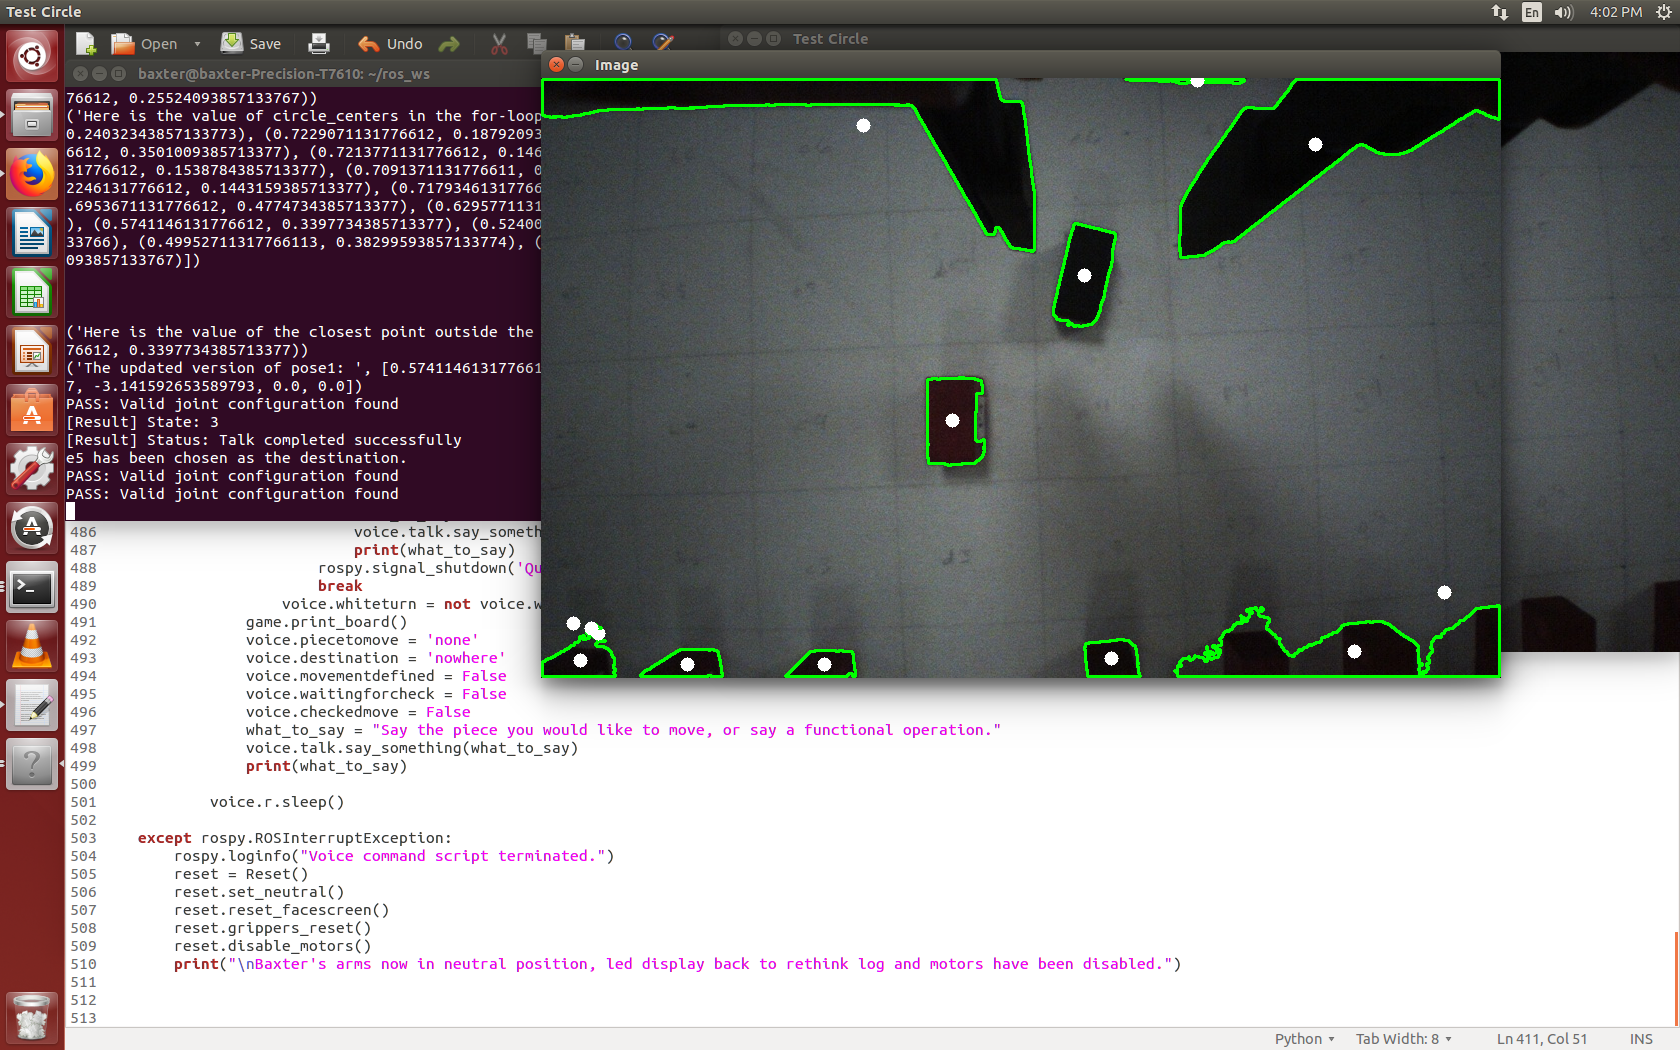 Test Circle
En
4:02 PM
Open
Save
Undo
Test Circle
baxter@baxter-Precision-T7610: ~/ros_ws
Image
76612, 0.25524093857133767))
('Here is the value of circle_centers in the for-loop
0.24032343857133773), (0.7229071131776612, 0.1879209
6612, 0.3501009385713377), (0.7213771131776612, 0.146
31776612, 0.1538784385713377), (0.7091371131776611, 0
2246131776612, 0.1443159385713377), (0.7179346131776
.6953671131776612, 0.4774734385713377), (0.62957711 31
), (0.5741146131776612, 0.3397734385713377), (0.52400
33766), (0.49952711317766113, 0.38299593857133774), (
093857133767)])
('Here is the value of the closest point outside the
76612, 0.3397734385713377))
('The updated version of pose1: ', [0.574114613177661
7, -3.141592653589793, 0.0, 0.0])
PASS: Valid joint configuration found
[Result] State: 3
[Result] Status: Talk completed successfully
e5 has been chosen as the destination.
PASS: Valid joint configuration found
PASS: Valid joint configuration found
486 voice.talk.say_someth
487 print(what_to_say)
488 rospy.signal_shutdown('Qu
489 break
490 voice.whiteturn = not voice.w
491 game.print_board()
492 voice.piecetomove = 'none'
493 voice.destination = 'nowhere'
494 voice.movementdefined = False
495 voice.waitingforcheck = False
496 voice.checkedmove = False
497 what_to_say = "Say the piece you would like to move, or say a functional operation."
498 voice.talk.say_something(what_to_say)
499 print(what_to_say)
500
501 voice.r.sleep()
502
503 except rospy.ROSInterruptException:
504 rospy.loginfo("Voice command script terminated.")
505 reset = Reset()
506 reset.set_neutral()
507 reset.reset_facescreen()
508 reset.grippers_reset()
509 reset.disable_motors()
510 print("\nBaxter's arms now in neutral position, led display back to rethink log and motors have been disabled.")
511
512
513
Python
Tab Width: 8
Ln 411, Col 51
INS